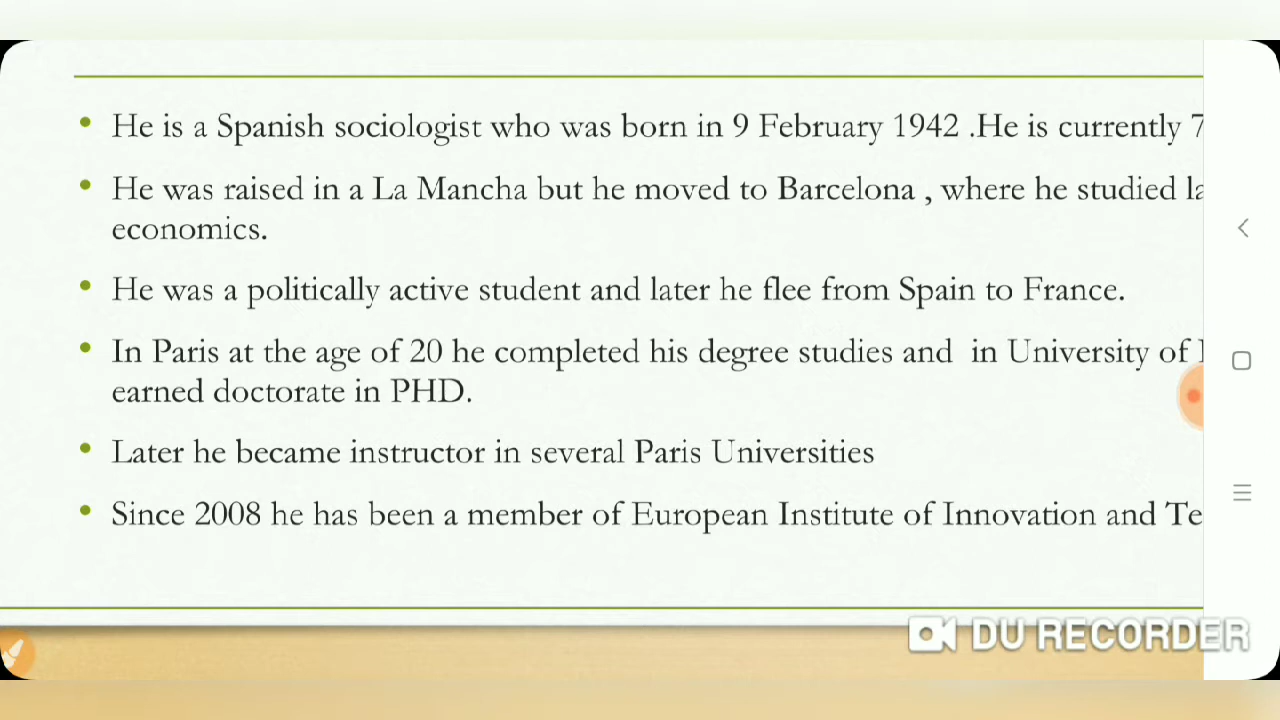 He is a Spanish sociologist who was born in 9 February 1942 .He is currently 7
He was raised in a La Mancha but he moved to Barcelona , where he studied la
economics.
He was a politically active student and later he flee from Spain to France.
In Paris at the age of 20 he completed his degree studies and in University of
earned doctorate in PHD.
Later he became instructor in several Paris Universities
Since 2008 he has been a member of European Institute of Innovation and Te
DU RECORDER